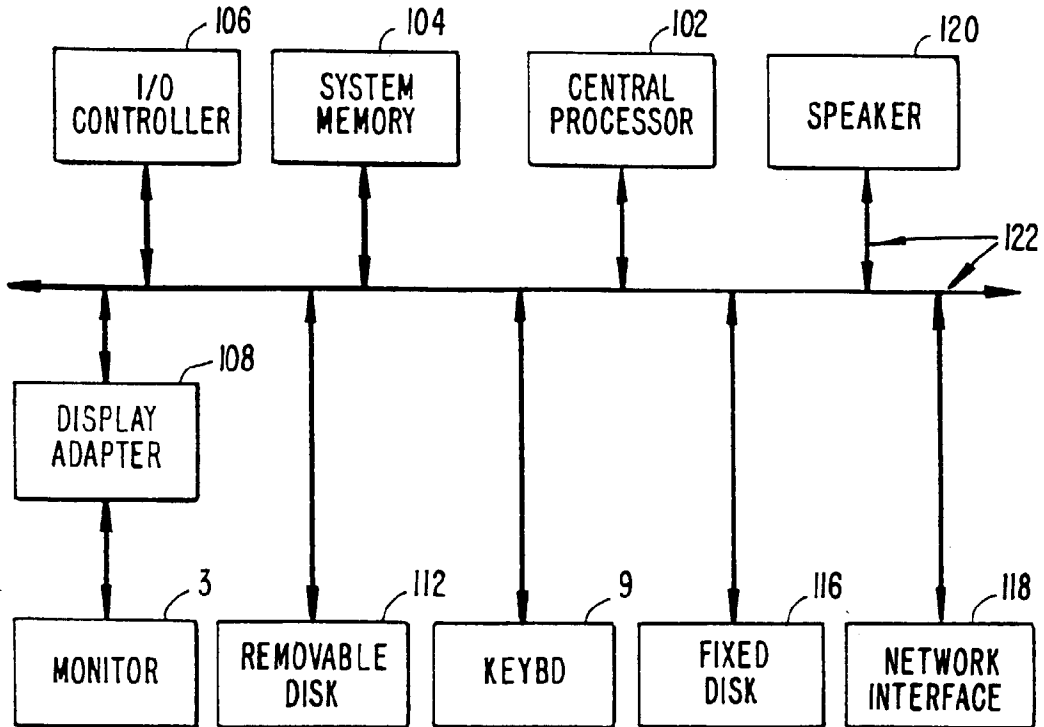 106
I/O
CONTROLLER
104
SYSTEM
MEMORY
102
CENTRAL
PROCESSOR
120
SPEAKER
122
108
DISPLAY
ADAPTER
3
MONITOR
112
REMOVABLE
DISK
9
KEYBD
116
FIXED
DISK
118
NETWORK
INTERFACE